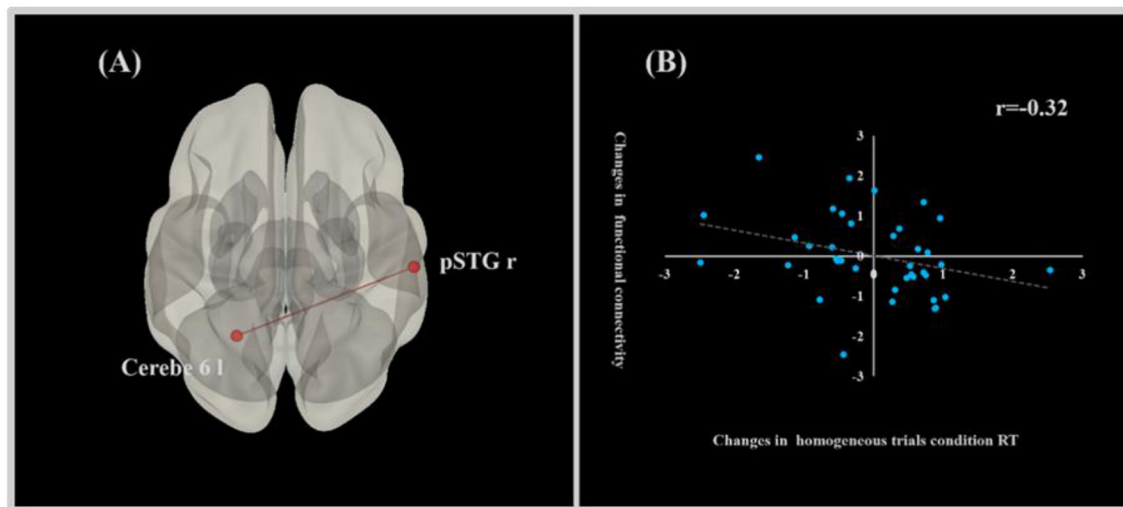 (A)
pSTG r
Cerebe 6 l
(B)
r=-0.32
Changes in functional connectivity
3
2
1
0
-3 -2 -1 0 1 2 3
-1
-2
-3
Changes in homogeneous trials condition RT